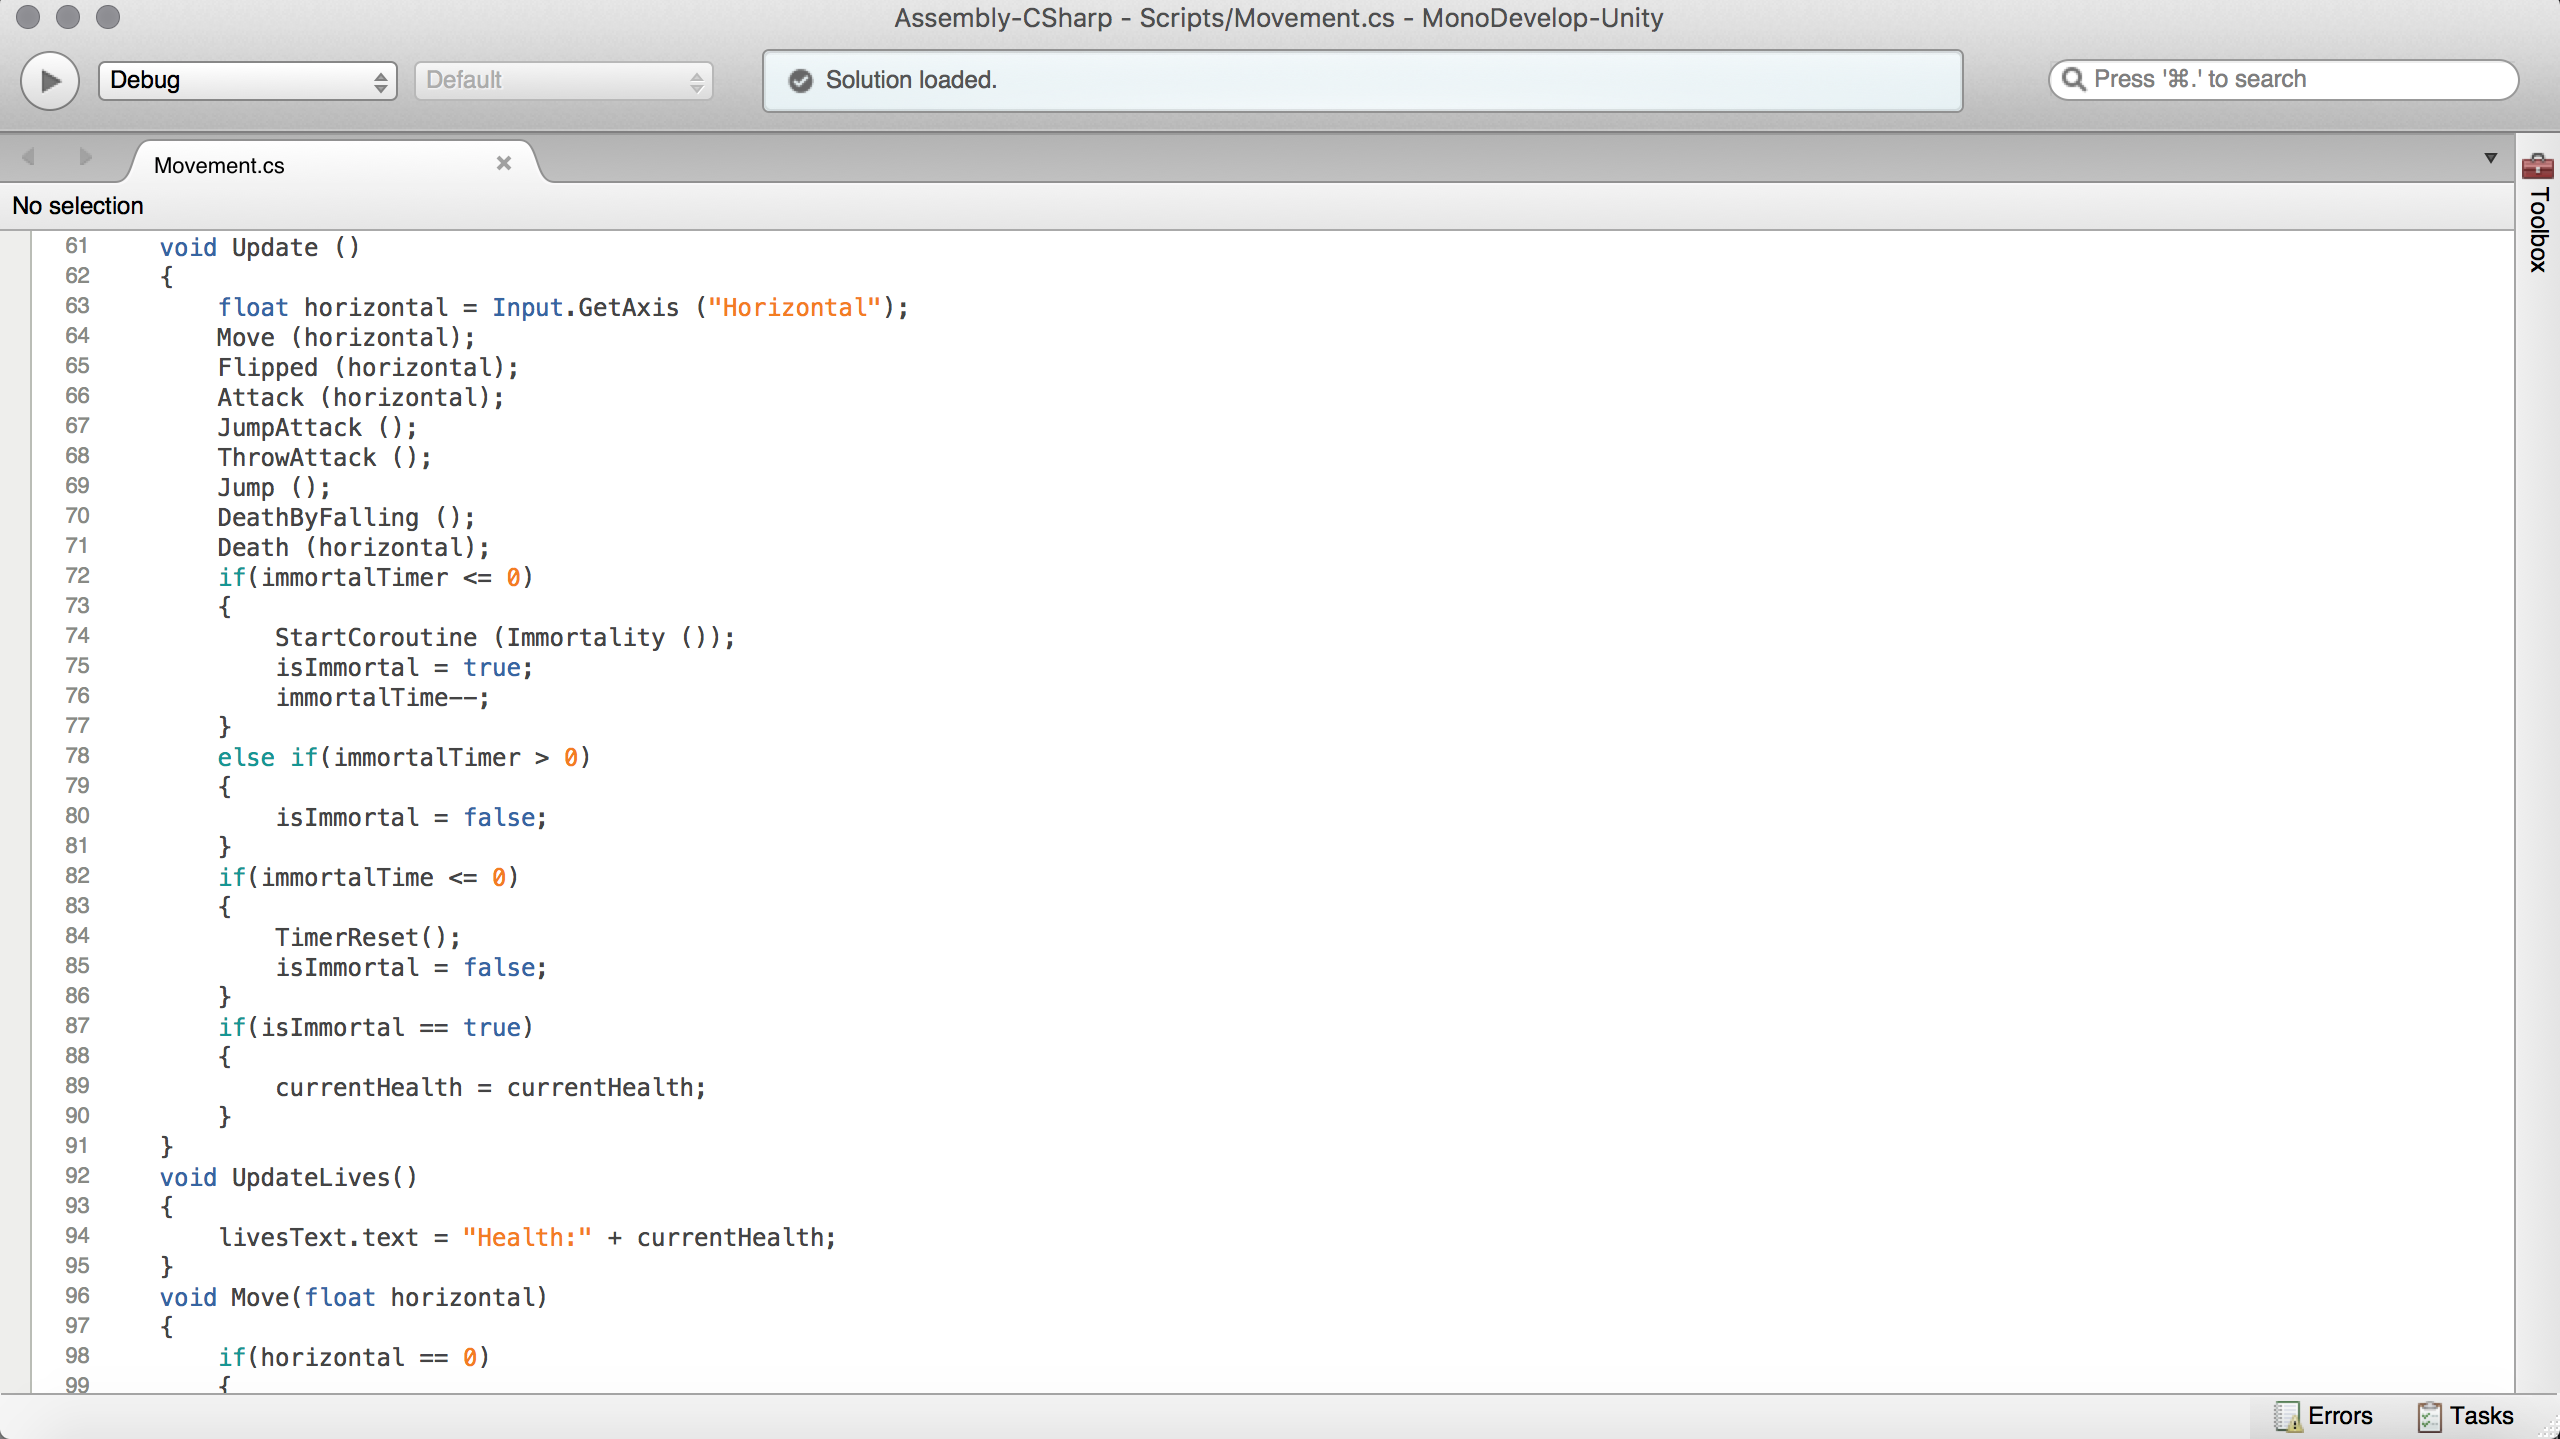 Assembly-CSharp - Scripts/Movement.cs - MonoDevelop-Unity
Debug
Default
Solution loaded.
Press '⌘.' to search
Movement.cs
Toolbox
No selection
61 void Update ()
62 {
63 float horizontal = Input.GetAxis ("Horizontal");
64 Move (horizontal);
65 Flipped (horizontal);
66 Attack (horizontal);
67 JumpAttack ();
68 ThrowAttack ();
69 Jump ();
70 DeathByFalling ();
71 Death (horizontal);
72 if(immortalTimer <= 0)
73 {
74 StartCoroutine (Immortality ());
75 isImmortal = true;
76 immortalTime--;
77 }
78 else if(immortalTimer > 0)
79 {
80 isImmortal = false;
81 }
82 if(immortalTime <= 0)
83 {
84 TimerReset();
85 isImmortal = false;
86 }
87 if(isImmortal == true)
88 {
89 currentHealth = currentHealth;
90 }
91 }
92 void UpdateLives()
93 {
94 livesText.text = "Health:" + currentHealth;
95 }
96 void Move(float horizontal)
97 {
98 if(horizontal == 0)
99 {
Errors
Tasks